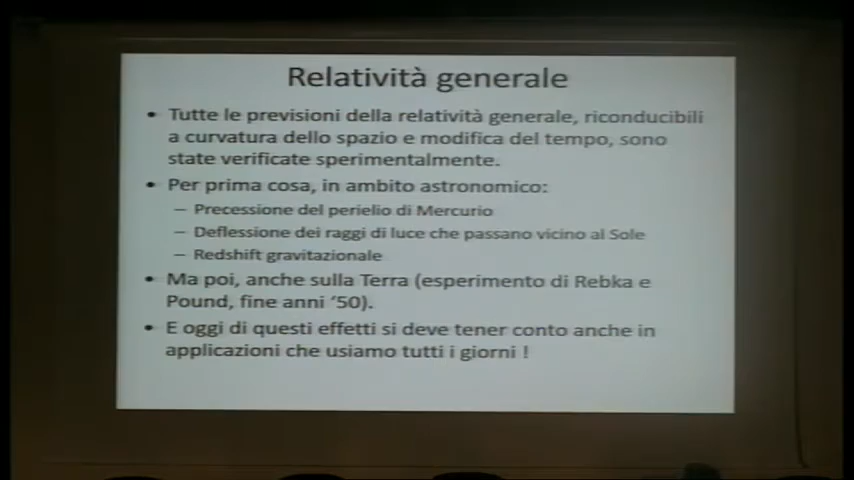 Relatività generale
• Tutte le previsioni della relatività generale, riconducibili
a curvatura dello spazio e modifica del tempo, sono
state verificate sperimentalmente.
• Per prima cosa, in ambito astronomico:
– Precessione del perielio di Mercurio
– Deflessione dei raggi di luce che passano vicino al Sole
– Redshift gravitazionale
• Ma poi, anche sulla Terra (esperimento di Rebka e
Pound, fine anni ‘50).
• E oggi di questi effetti si deve tener conto anche in
applicazioni che usiamo tutti i giorni !